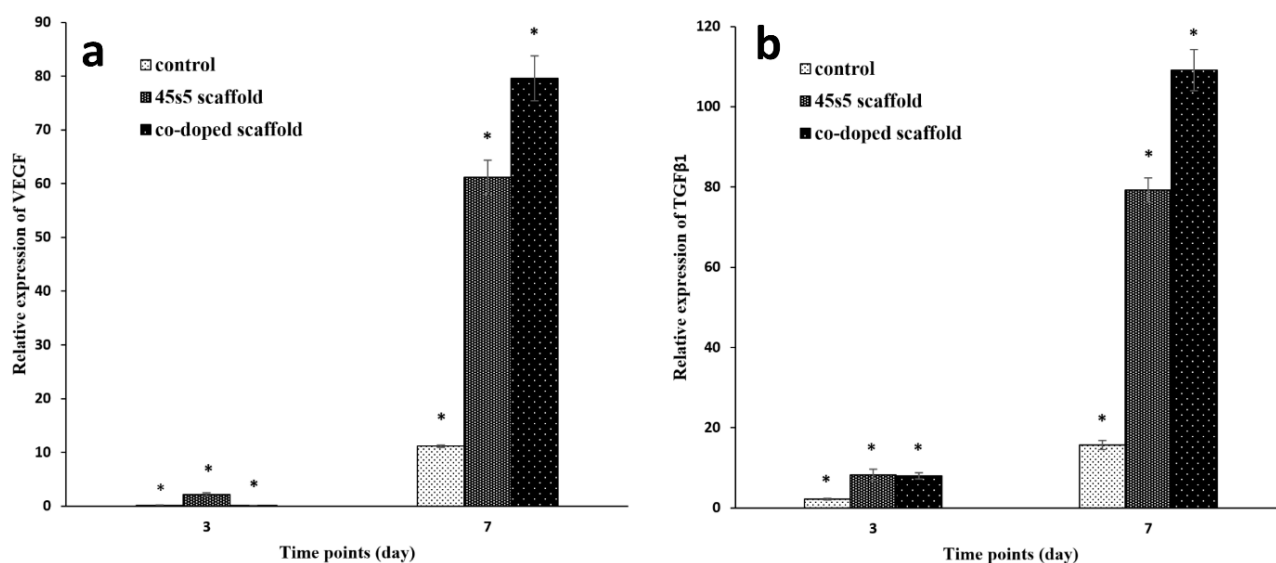 a
control
45s5 scaffold
co-doped scaffold
Relative expression of VEGF
90
80
70
60
50
40
30
20
10
0
*
*
*
*
*
*
3
7
Time points (day)
b
control
45s5 scaffold
co-doped scaffold
Relative expression of TGFβ1
120
100
80
60
40
20
0
*
*
*
*
*
*
3
7
Time points (day)